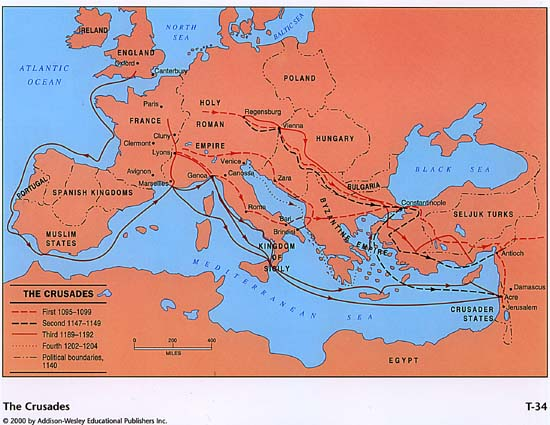 IRELAND
NORTH
SEA
BALTIC SEA
ENGLAND
Oxford
Canterbury
ATLANTIC
OCEAN
POLAND
Paris
HOLY
Regensburg
FRANCE
ROMAN
Vienna
Cluny
Clermont
EMPIRE
HUNGARY
Lyons
Venice
Avignon
Genoa
Canossa
Zara
Marseilles
BLACK SEA
PORTUGAL
SPANISH KINGDOMS
BULGARIA
Rome
Constantinople
MUSLIM
STATES
Bari
Brindisi
BYZANTINE EMPIRE
SELJUK TURKS
KINGDOM
OF
SICILY
Antioch
MEDITERRANEAN SEA
Damascus
Acre
CRUSADER
STATES
Jerusalem
EGYPT
THE CRUSADES
First 1095–1099
Second 1147–1149
Third 1189–1192
Fourth 1202–1204
Political boundaries,
1140
0 100 200 300 400
MILES
The Crusades
T-34
© 2000 by Addison-Wesley Educational Publishers Inc.